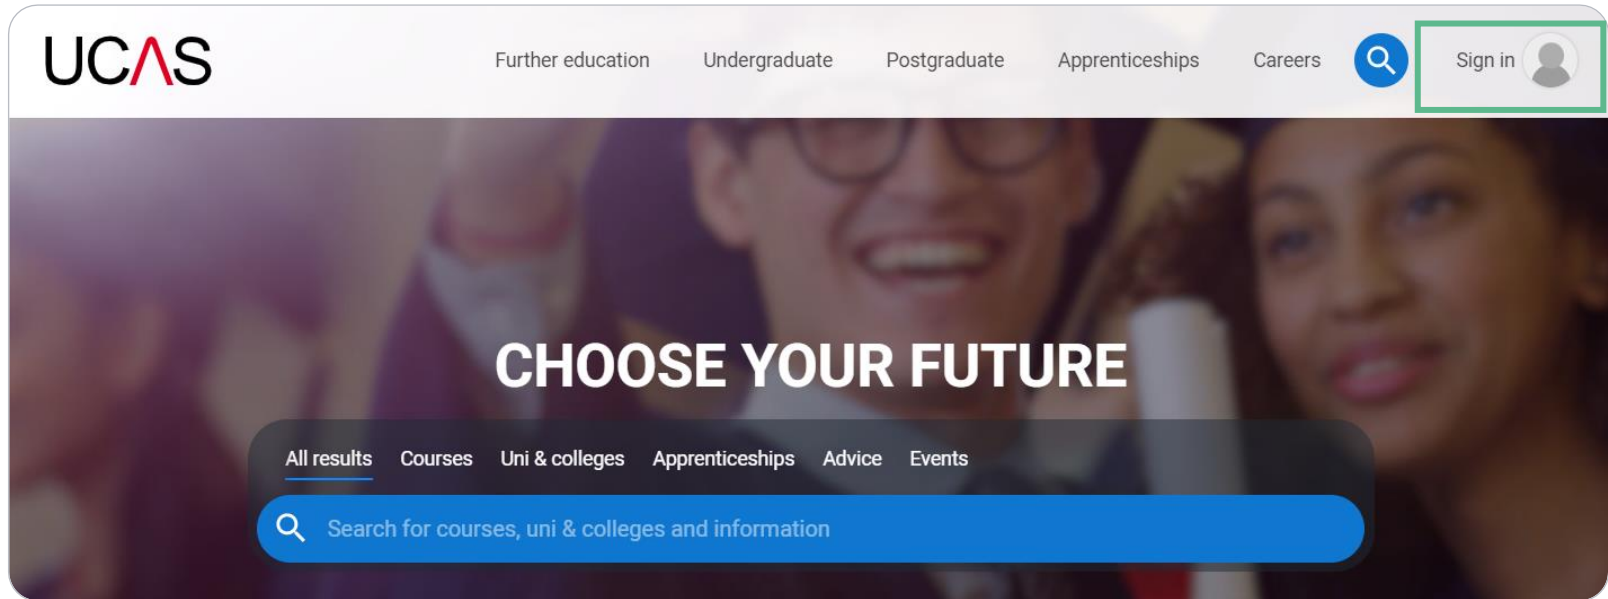 UCAS
Further education Undergraduate Postgraduate Apprenticeships Careers Sign in
CHOOSE YOUR FUTURE
All results Courses Uni & colleges Apprenticeships Advice Events
Search for courses, uni & colleges and information